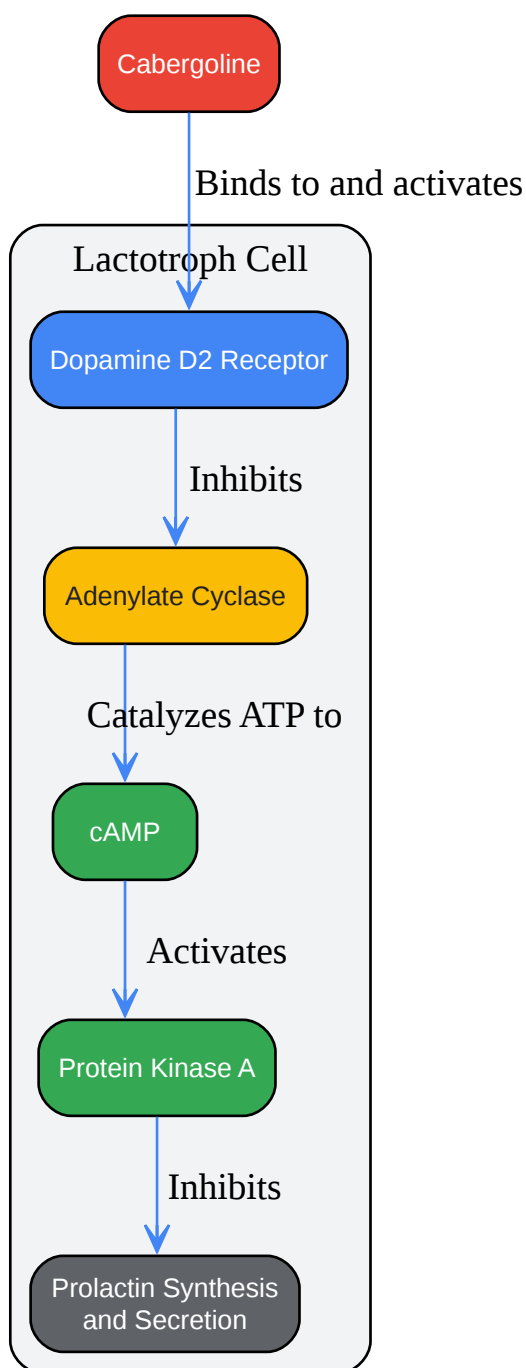 Cabergoline
Binds to and activates
Lactotroph Cell
Dopamine D2 Receptor
Inhibits
Adenylate Cyclase
Catalyzes ATP to
cAMP
Activates
Protein Kinase A
Inhibits
Prolactin Synthesis
and Secretion